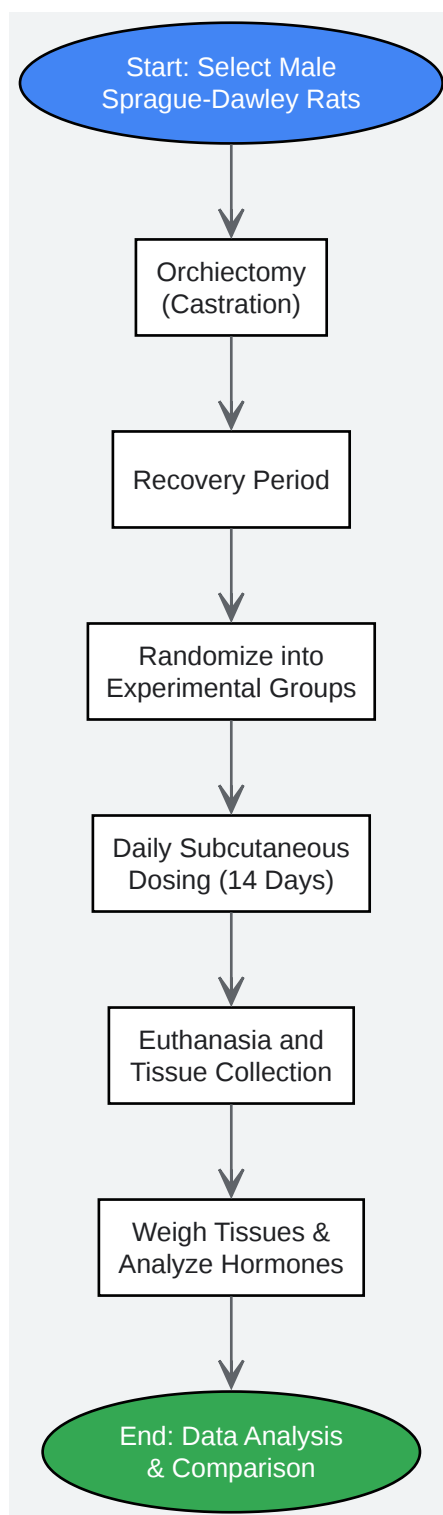 Start: Select Male
Sprague-Dawley Rats
Orchiectomy
(Castration)
Recovery Period
Randomize into
Experimental Groups
Daily Subcutaneous
Dosing (14 Days)
Euthanasia and
Tissue Collection
Weigh Tissues &
Analyze Hormones
End: Data Analysis
& Comparison